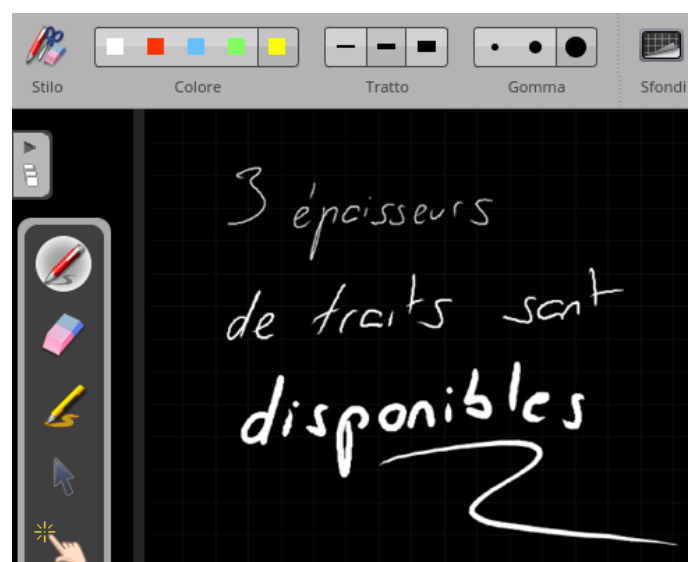 Stilo Colore Tratto Gomma Sfondi
3 épaisseurs
de traits sont
disponibles